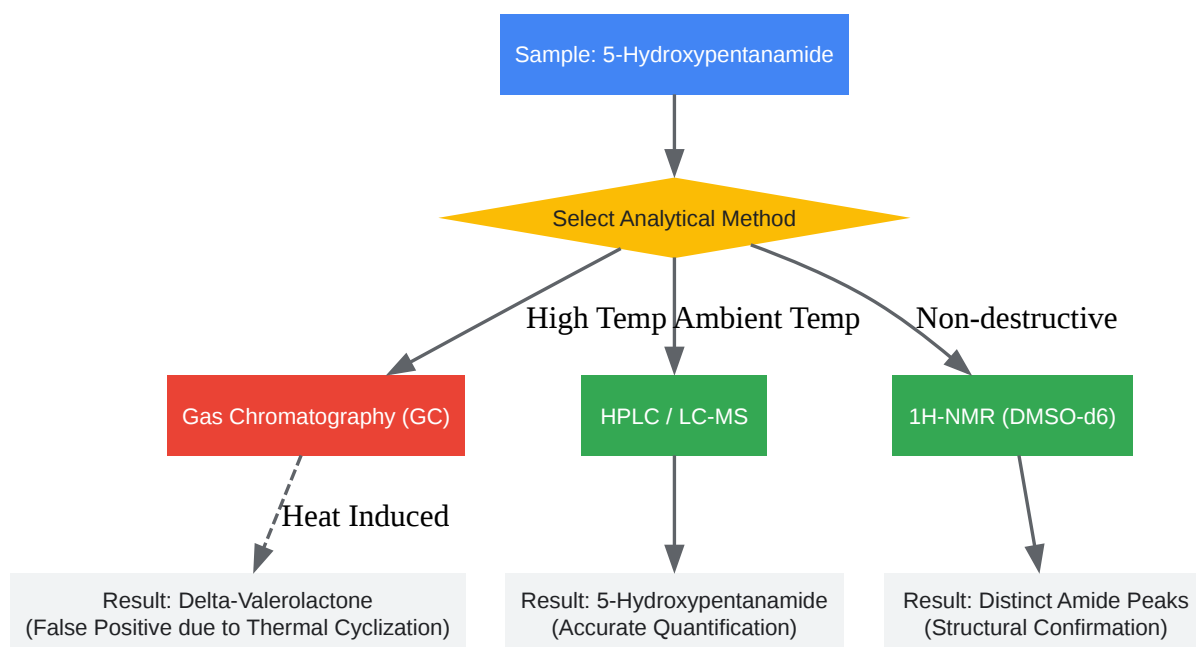 Sample: 5-Hydroxypentanamide
Select Analytical Method
High Temp
Ambient Temp
Non-destructive
Gas Chromatography (GC)
HPLC / LC-MS
1H-NMR (DMSO-d6)
Heat Induced
Result: Delta-Valerolactone
(False Positive due to Thermal Cyclization)
Result: 5-Hydroxypentanamide
(Accurate Quantification)
Result: Distinct Amide Peaks
(Structural Confirmation)